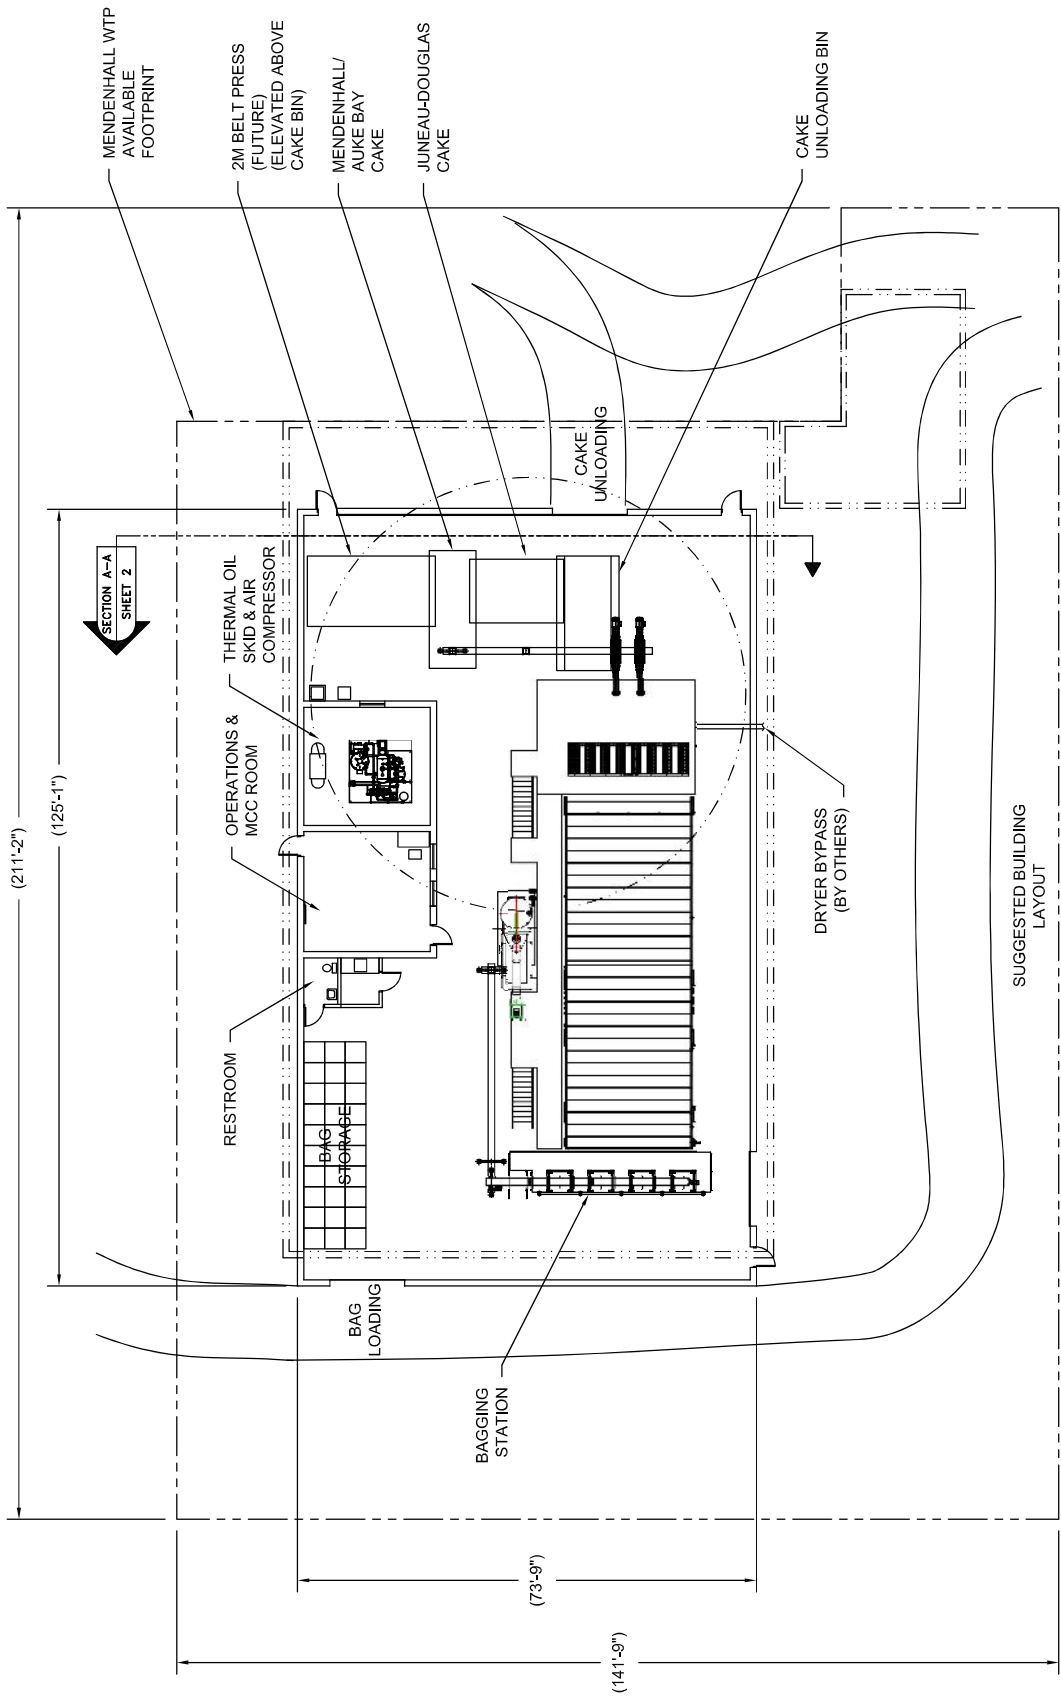 MENDENHALL WTP
AVAILABLE
FOOTPRINT
2M BELT PRESS
(FUTURE)
(ELEVATED ABOVE
CAKE BIN)
MENDENHALL/
AUKE BAY
CAKE
JUNEAU-DOUGLAS
CAKE
CAKE
UNLOADING BIN
(211'-2")
(125'-1")
SECTION A-A
SHEET 2
THERMAL OIL
SKID & AIR
COMPRESSOR
OPERATIONS &
MCC ROOM
RESTROOM
CAKE
UNLOADING
BAG
STORAGE
BAG
LOADING
BAGGING
STATION
DRYER BYPASS
(BY OTHERS)
SUGGESTED BUILDING
LAYOUT
(73'-9")
(141'-9")